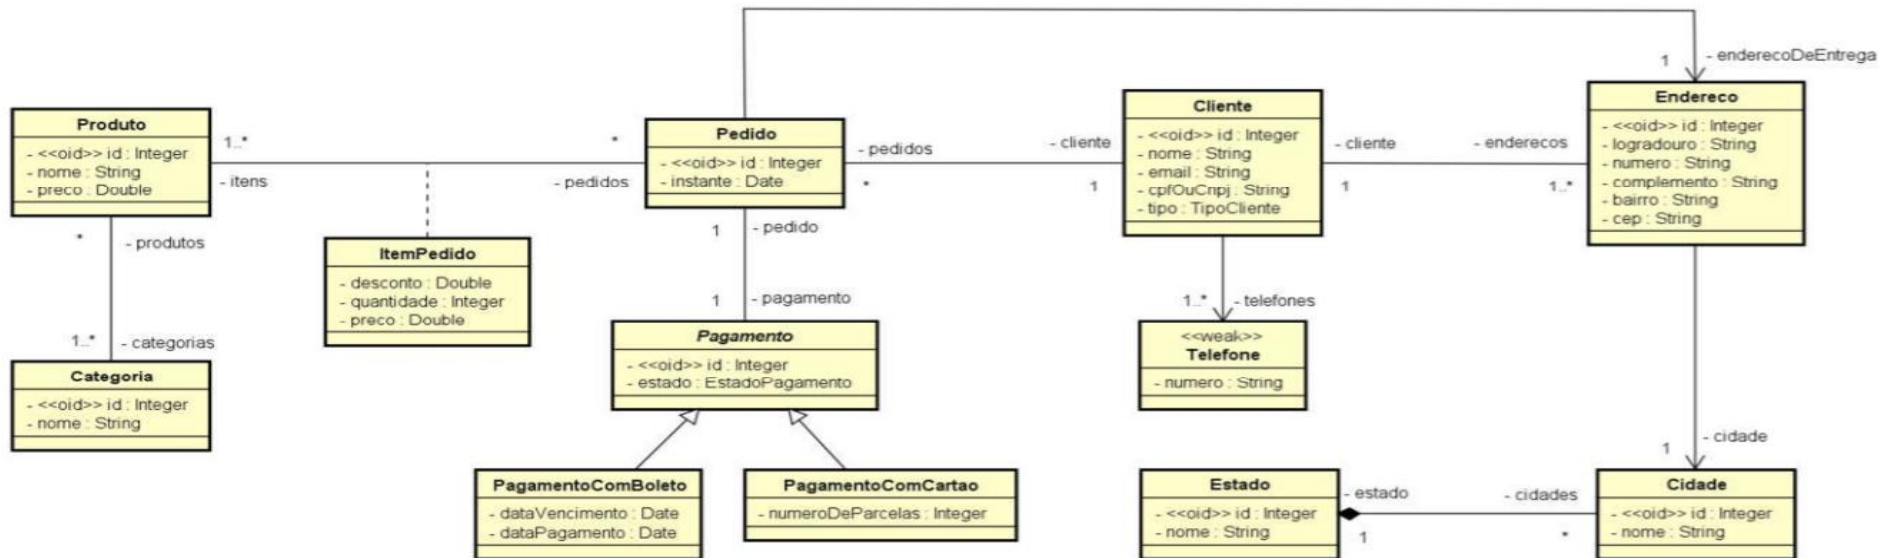 - enderecoDeEntrega
1
Produto
- <<oid>> id : Integer
- nome : String
- preco : Double
1..*
- itens
*
- pedidos
Pedido
- <<oid>> id : Integer
- instante : Date
- pedidos
*
- cliente
1
Cliente
- <<oid>> id : Integer
- nome : String
- email : String
- cpfOuCnpj : String
- tipo : TipoCliente
- cliente
1
- enderecos
1..*
Endereco
- <<oid>> id : Integer
- logradouro : String
- numero : String
- complemento : String
- bairro : String
- cep : String
*
- produtos
ItemPedido
- desconto : Double
- quantidade : Integer
- preco : Double
1
- pedido
1
- pagamento
1..*
- telefones
1..*
- categorias
Categoria
- <<oid>> id : Integer
- nome : String
Pagamento
- <<oid>> id : Integer
- estado : EstadoPagamento
<<weak>>
Telefone
- numero : String
- cidade
1
PagamentoComBoleto
- dataVencimento : Date
- dataPagamento : Date
PagamentoComCartao
- numeroDeParcelas : Integer
Estado
- <<oid>> id : Integer
- nome : String
- estado
1
- cidades
*
Cidade
- <<oid>> id : Integer
- nome : String